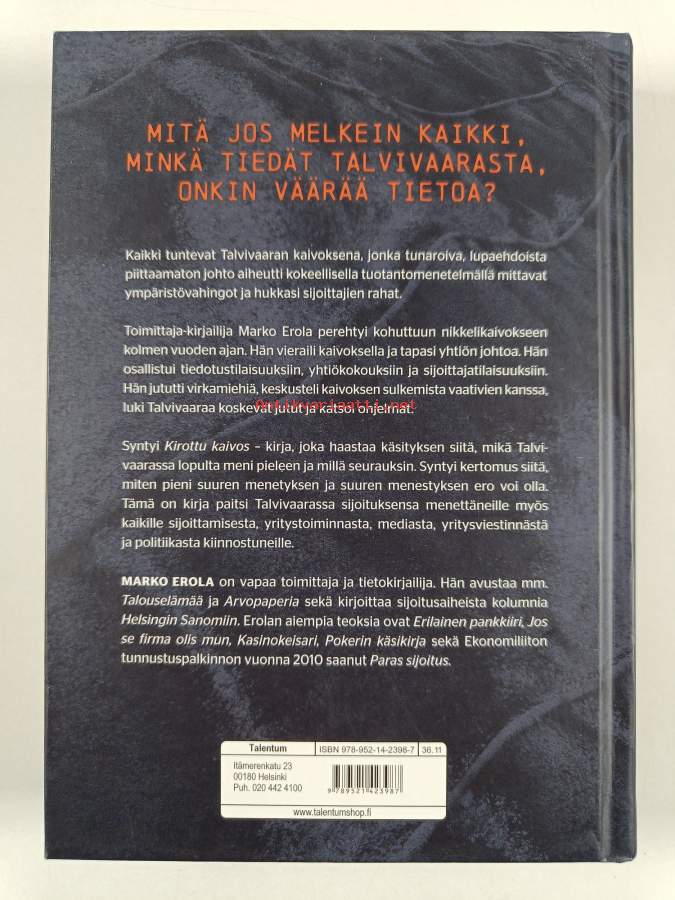 MITÄ JOS MELKEIN KAIKKI,
MINKÄ TIEDÄT TALVIVAARASTA,
ONKIN VÄÄRÄÄ TIETOA?
Kaikki tuntevat Talvivaaran kaivoksena, jonka tunaroiva, lupaehdoista
piittaamaton johto aiheutti kokeellisella tuotantomenetelmällä mittavat
ympäristövahingot ja hukkasi sijoittajien rahat.
Toimittaja-kirjailija Marko Erola perehtyi kohuttuun nikkelikaivokseen
kolmen vuoden ajan. Hän vieraili kaivoksella ja tapasi yhtiön johtoa. Hän
osallistui tiedotustilaisuuksiin, yhtiökokouksiin ja sijoittajatilaisuuksiin.
Hän jututti virkamiehiä, keskusteli kaivoksen sulkemista vaativien kanssa,
luki Talvivaaraa koskevat jutut ja katsoi ohjelmat.
Antikvariaatti.net
Syntyi Kirottu kaivos – kirja, joka haastaa käsityksen siitä, mikä Talvi-
vaarassa lopulta meni pieleen ja millä seurauksin. Syntyi kertomus siitä,
miten pieni suuren menetyksen ja suuren menestyksen ero voi olla.
Tämä on kirja paitsi Talvivaarassa sijoituksensa menettäneille myös
kaikille sijoittamisesta, yritystoiminnasta, mediasta, yritysviestinnästä
ja politiikasta kiinnostuneille.
MARKO EROLA on vapaa toimittaja ja tietokirjailija. Hän avustaa mm.
Talouselämää ja Arvopaperia sekä kirjoittaa sijoitusaiheista kolumnia
Helsingin Sanomiin. Erolan aiempia teoksia ovat Erilainen pankkiiri, Jos
se firma olis mun, Kasinokeisari, Pokerin käsikirja sekä Ekonomiliiton
tunnustuspalkinnon vuonna 2010 saanut Paras sijoitus.
Talentum ISBN 978-952-14-2398-7 36.11
Itämerenkatu 23
00180 Helsinki
Puh. 020 442 4100
9 789521 423987
www.talentumshop.fi